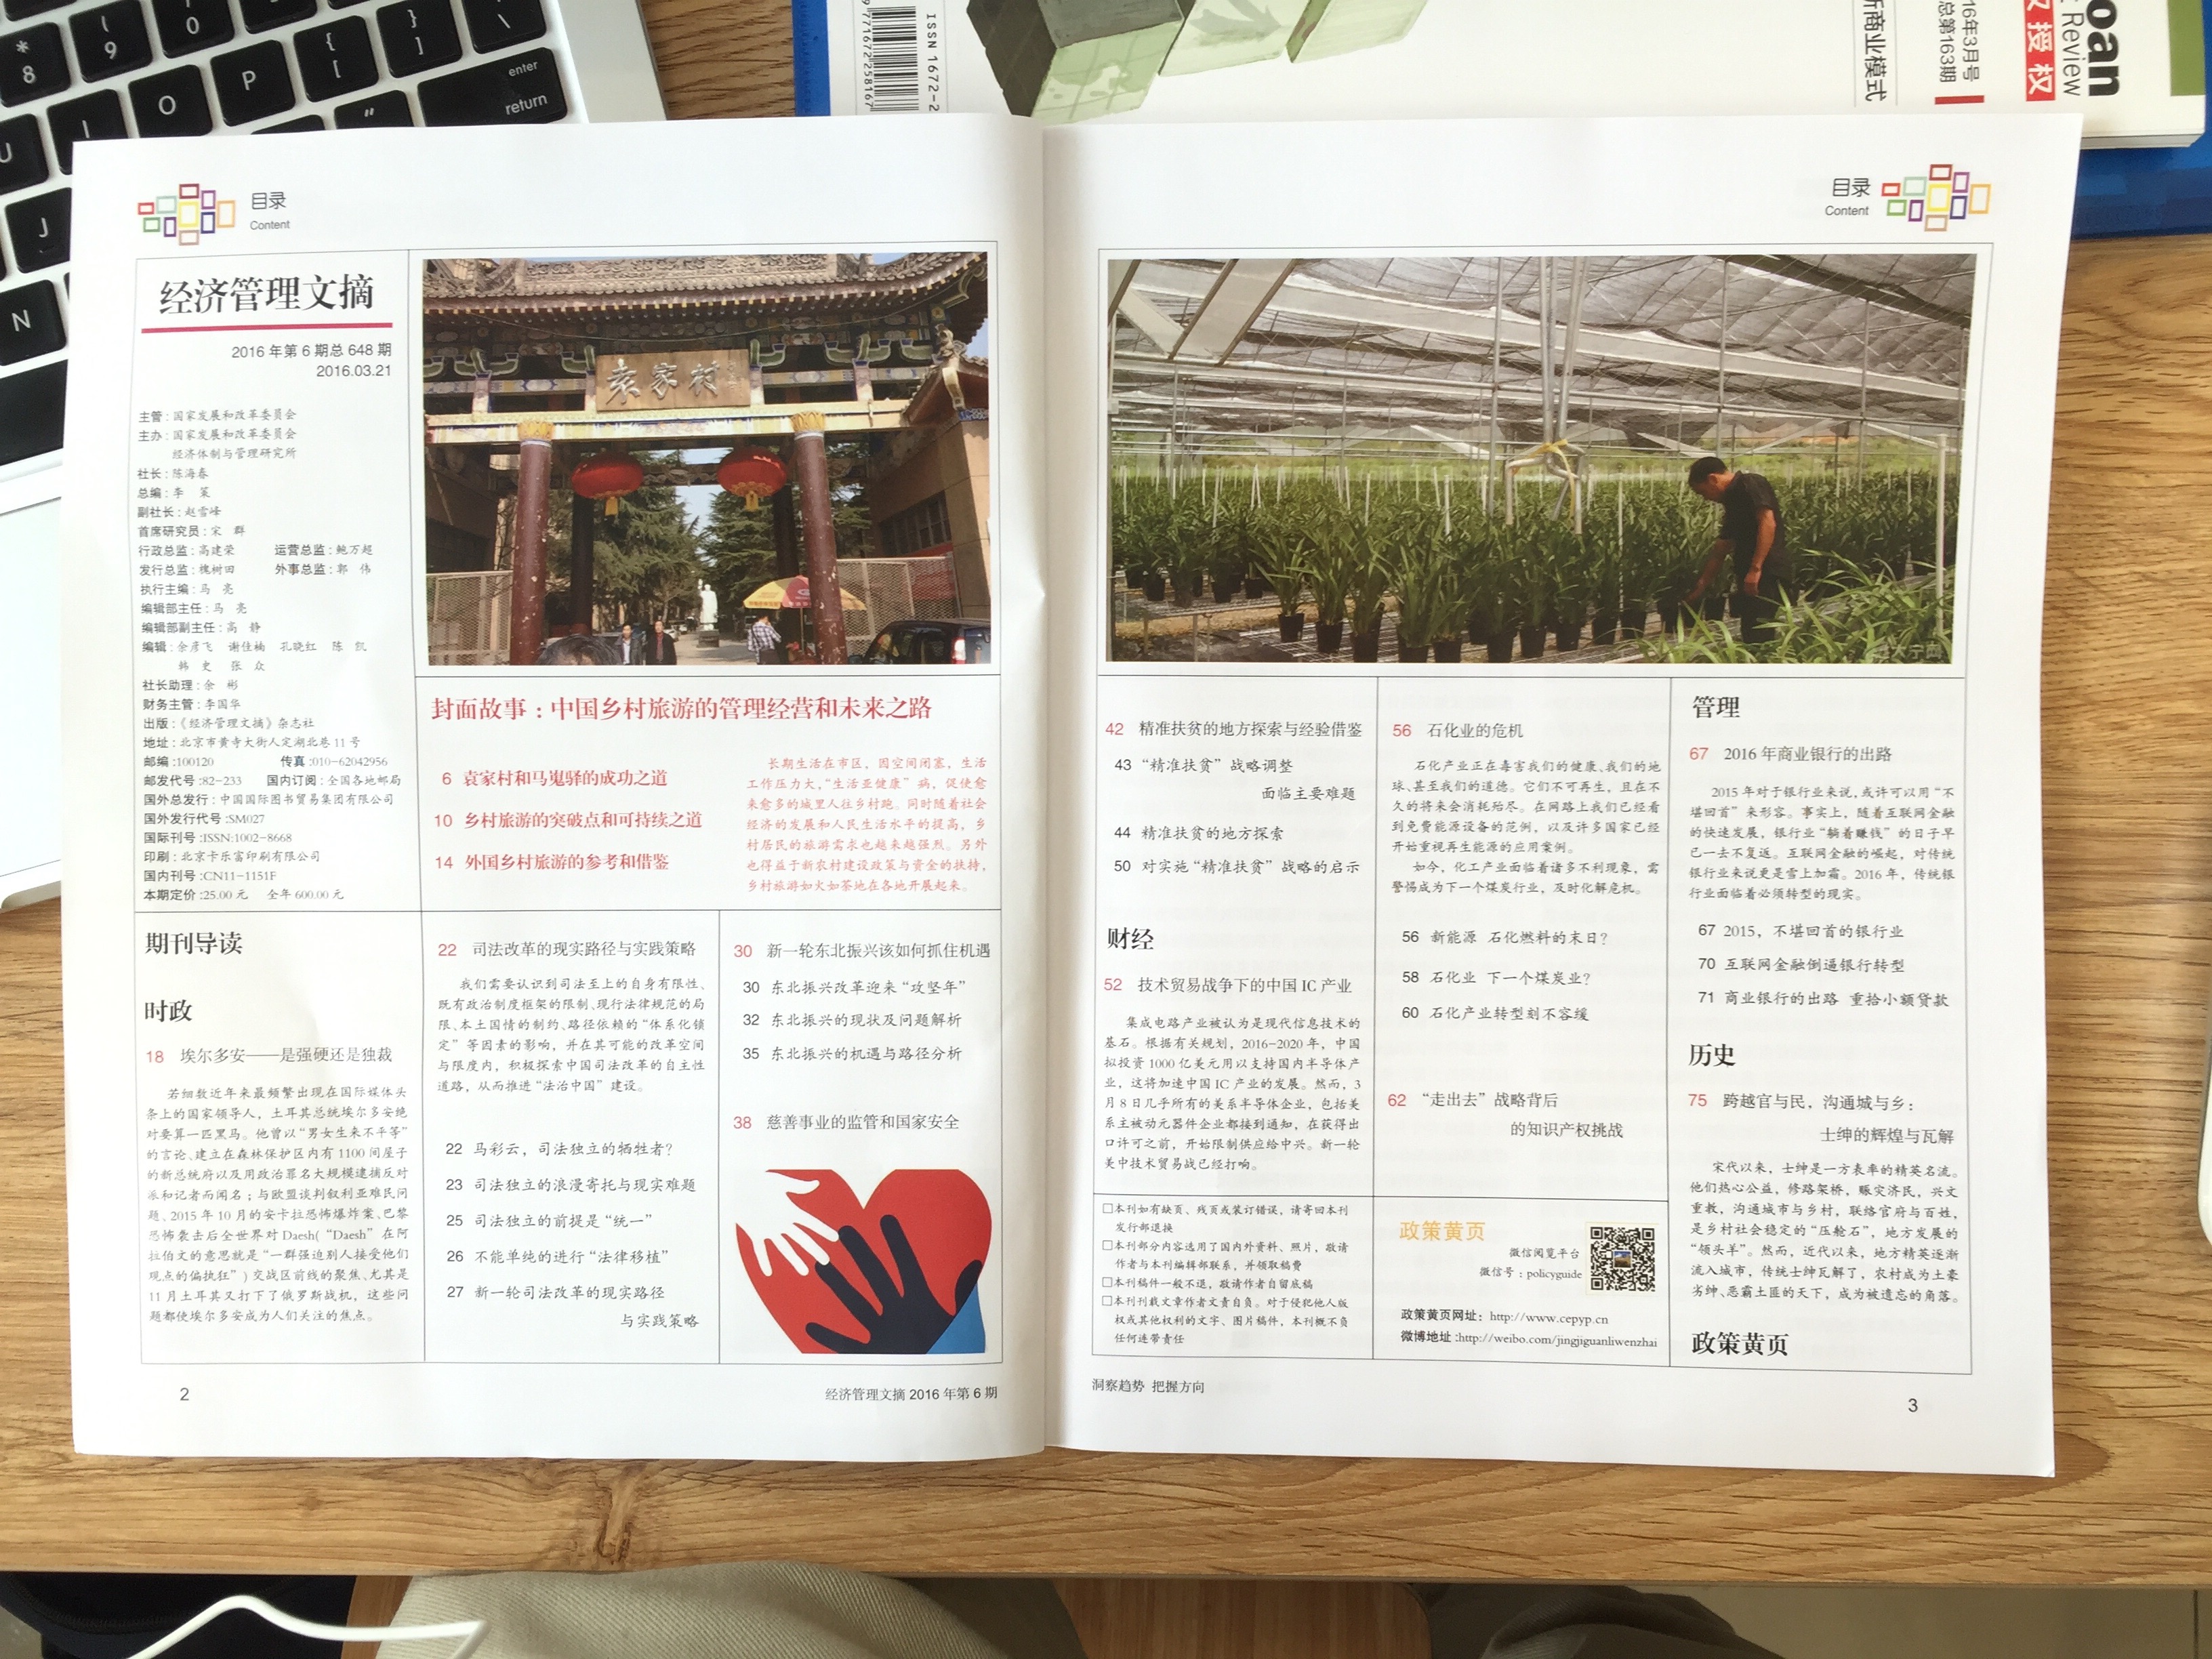 目录
Content
经济管理文摘
2016 年第 6 期总 648 期
2016.03.21
主管：国家发展和改革委员会
主办：国家发展和改革委员会
经济体制与管理研究所
社长：陈海春
总编：李 策
副社长：赵雪峰
首席研究员：宋 群
行政总监：高建荣 运营总监：鲍万超
发行总监：槐树田 外事总监：郭 伟
执行主编：马 亮
编辑部主任：马 亮
编辑部副主任：高 静
编辑：余彦飞 谢佳楠 孔晓红 陈 凯
韩 史 张 众
社长助理：余 彬
财务主管：李国华
出版：《经济管理文摘》杂志社
地址：北京市黄寺大街人定湖北巷 11 号
邮编:100120 传真:010-62042956
邮发代号:82-233 国内订阅：全国各地邮局
国外总发行：中国国际图书贸易集团有限公司
国外发行代号:SM027
国际刊号:ISSN:1002-8668
印刷：北京卡乐富印刷有限公司
国内刊号:CN11-1151F
本期定价:25.00 元 全年 600.00 元
袁家村
封面故事：中国乡村旅游的管理经营和未来之路
6 袁家村和马嵬驿的成功之道
10 乡村旅游的突破点和可持续之道
14 外国乡村旅游的参考和借鉴
长期生活在市区，因空间闭塞，生活
工作压力大，“生活亚健康”病，促使愈
来愈多的城里人往乡村跑。同时随着社会
经济的发展和人民生活水平的提高，乡
村居民的旅游需求也越来越强烈。另外
也得益于新农村建设政策与资金的扶持，
乡村旅游如火如荼地在各地开展起来。
期刊导读
时政
18 埃尔多安——是强硬还是独裁
若细数近年来最频繁出现在国际媒体头
条上的国家领导人，土耳其总统埃尔多安绝
对要算一匹黑马。他曾以“男女生来不平等”
的言论、建立在森林保护区内有 1100 间屋子
的新总统府以及用政治罪名大规模逮捕反对
派和记者而闻名；与欧盟谈判叙利亚难民问
题、2015 年 10 月的安卡拉恐怖爆炸案、巴黎
恐怖袭击后全世界对 Daesh(“Daesh”在阿
拉伯文的意思就是“一群强迫别人接受他们
观点的偏执狂”) 交战区前线的聚焦、尤其是
11 月土耳其又打下了俄罗斯战机，这些问
题都使埃尔多安成为人们关注的焦点。
22 司法改革的现实路径与实践策略
我们需要认识到司法至上的自身有限性、
既有政治制度框架的限制、现行法律规范的局
限、本土国情的制约、路径依赖的“体系化锁
定”等因素的影响，并在其可能的改革空间
与限度内，积极探索中国司法改革的自主性
道路，从而推进“法治中国”建设。
22 马彩云，司法独立的牺牲者？
23 司法独立的浪漫寄托与现实难题
25 司法独立的前提是“统一”
26 不能单纯的进行“法律移植”
27 新一轮司法改革的现实路径
与实践策略
30 新一轮东北振兴该如何抓住机遇
30 东北振兴改革迎来“攻坚年”
32 东北振兴的现状及问题解析
35 东北振兴的机遇与路径分析
38 慈善事业的监管和国家安全
2
经济管理文摘 2016 年第 6 期
目录
Content
42 精准扶贫的地方探索与经验借鉴
43 “精准扶贫”战略调整
面临主要难题
44 精准扶贫的地方探索
50 对实施“精准扶贫”战略的启示
财经
52 技术贸易战争下的中国 IC 产业
集成电路产业被认为是现代信息技术的
基石。根据有关规划，2016-2020 年，中国
拟投资 1000 亿美元用以支持国内半导体产
业，这将加速中国 IC 产业的发展。然而，3
月 8 日几乎所有的美系半导体企业，包括美
系主被动元器件企业都接到通知，在获得出
口许可之前，开始限制供应给中兴。新一轮
美中技术贸易战已经打响。
□本刊如有缺页、残页或装订错误，请寄回本刊
发行部退换
□本刊部分内容选用了国内外资料、照片，敬请
作者与本刊编辑部联系，并领取稿费
□本刊稿件一般不退，敬请作者自留底稿
□本刊刊载文章作者文责自负。对于侵犯他人版
权或其他权利的文字、图片稿件，本刊概不负
任何连带责任
56 石化业的危机
石化产业正在毒害我们的健康、我们的地
球、甚至我们的道德。它们不可再生，且在不
久的将来会消耗殆尽。在网路上我们已经看
到免费能源设备的范例，以及许多国家已经
开始重视再生能源的应用案例。
如今，化工产业面临着诸多不利现象，需
警惕成为下一个煤炭行业，及时化解危机。
56 新能源 石化燃料的末日？
58 石化业 下一个煤炭业？
60 石化产业转型刻不容缓
62 “走出去”战略背后
的知识产权挑战
政策黄页
微信阅览平台
微信号：policyguide
政策黄页网址：http://www.cepyp.cn
微博地址:http://weibo.com/jingjiguanliwenzhai
管理
67 2016 年商业银行的出路
2015 年对于银行业来说，或许可以用“不
堪回首”来形容。事实上，随着互联网金融
的快速发展，银行业“躺着赚钱”的日子早
已一去不复返。互联网金融的崛起，对传统
银行业来说更是雪上加霜。2016 年，传统银
行业面临着必须转型的现实。
67 2015，不堪回首的银行业
70 互联网金融倒逼银行转型
71 商业银行的出路 重拾小额贷款
历史
75 跨越官与民，沟通城与乡：
士绅的辉煌与瓦解
宋代以来，士绅是一方表率的精英名流。
他们热心公益，修路架桥，赈灾济民，兴文
重教，沟通城市与乡村，联络官府与百姓，
是乡村社会稳定的“压舱石”，地方发展的
“领头羊”。然而，近代以来，地方精英逐渐
流入城市，传统士绅瓦解了，农村成为土豪
劣绅、恶霸土匪的天下，成为被遗忘的角落。
政策黄页
洞察趋势 把握方向
3
ISSN 1672-2
9 771672 258167
新商业模式
16年3月号
总第163期
授权
Review
oan
* 8
( 9
) 0
{ [
} ]
\
U
I
O
P
"
enter
return
J
N